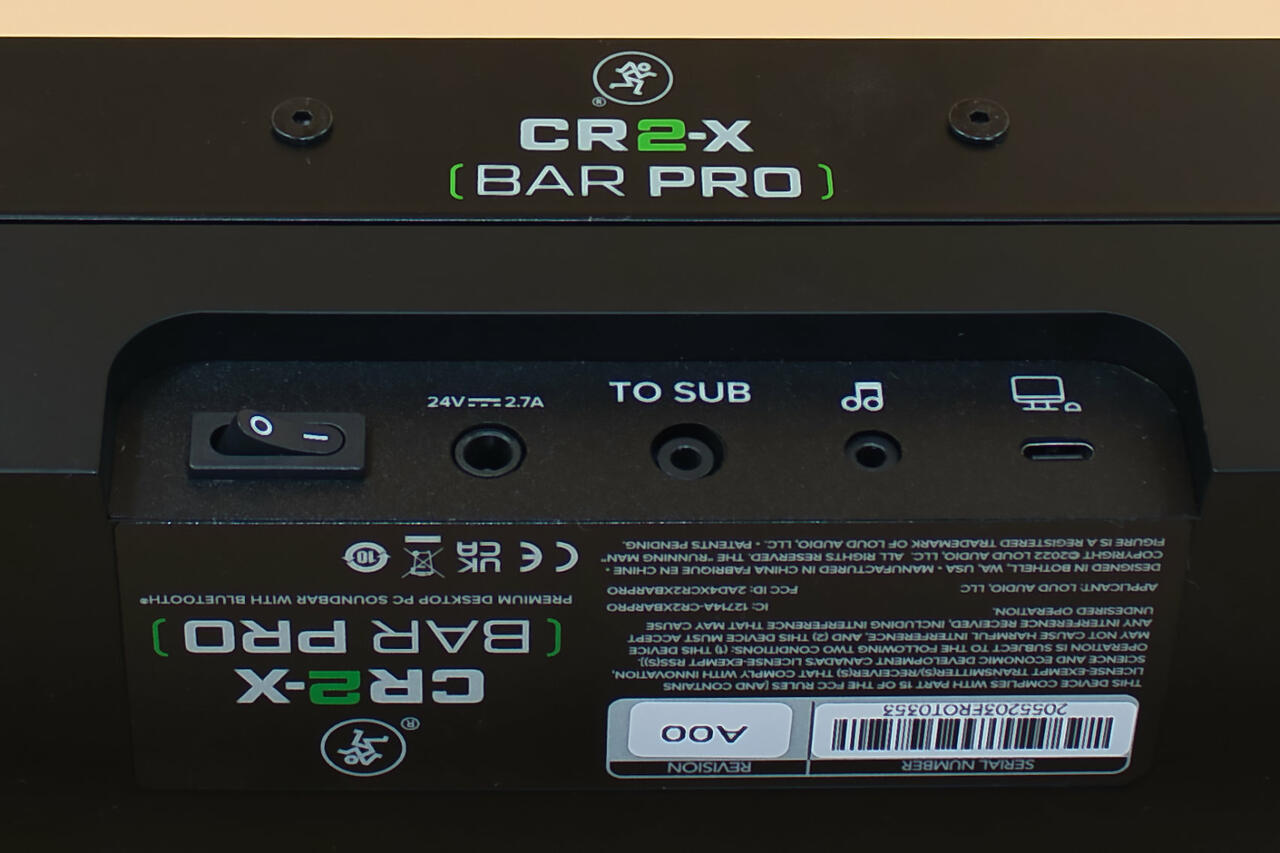 ®
CR2-X
(BAR PRO)
24V⎓2.7A
TO SUB
O
SERIAL NUMBER
REVISION
2055203EROT0353
A00
THIS DEVICE COMPLIES WITH PART 15 OF THE FCC RULES (AND CONTAINS
LICENSE-EXEMPT TRANSMITTER(S)/RECEIVER(S) THAT COMPLY WITH INNOVATION,
SCIENCE AND ECONOMIC DEVELOPMENT CANADA'S LICENSE-EXEMPT RSS(S)).
OPERATION IS SUBJECT TO THE FOLLOWING TWO CONDITIONS: (1) THIS DEVICE
MAY NOT CAUSE HARMFUL INTERFERENCE, AND (2) THIS DEVICE MUST ACCEPT
ANY INTERFERENCE RECEIVED, INCLUDING INTERFERENCE THAT MAY CAUSE
UNDESIRED OPERATION.
IC: 12714A-CR2XBARPRO
APPLICANT: LOUD AUDIO, LLC FCC ID: 2AD4XCR2XBARPRO
DESIGNED IN BOTHELL, WA, USA • MANUFACTURED IN CHINA FABRIQUE EN CHINE •
COPYRIGHT ©2022 LOUD AUDIO, LLC. ALL RIGHTS RESERVED. THE "RUNNING MAN"
FIGURE IS A REGISTERED TRADEMARK OF LOUD AUDIO, LLC. • PATENTS PENDING.
®
CR2-X
(BAR PRO)
PREMIUM DESKTOP PC SOUNDBAR WITH BLUETOOTH®
CE UK CA 10